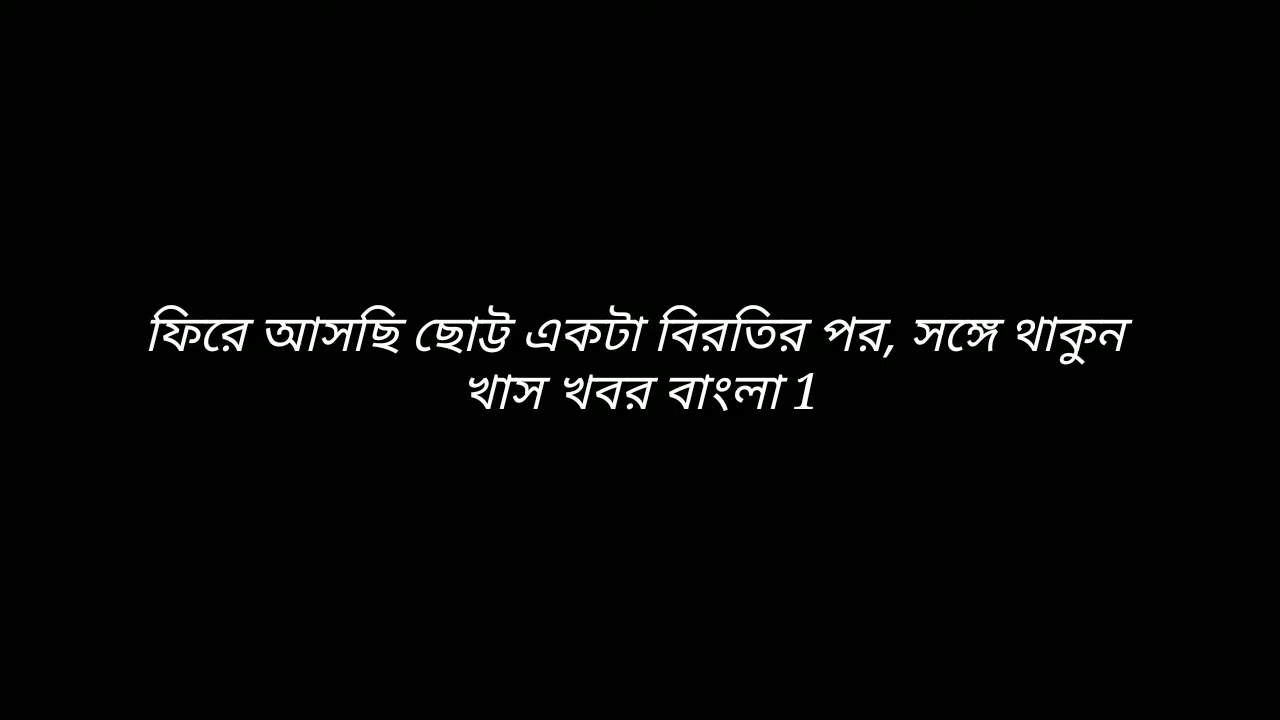 ফিরে আসছি ছোট্ট একটা বিরতির পর, সঙ্গে থাকুন
খাস খবর বাংলা 1